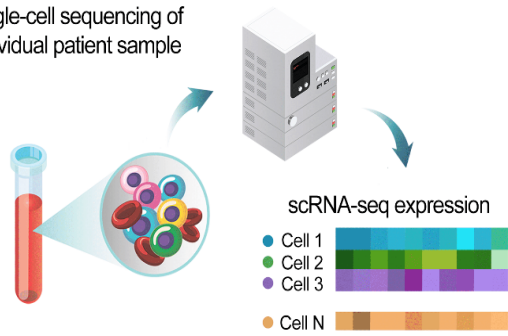 gle-cell sequencing of
vidual patient sample
scRNA-seq expression
Cell 1
Cell 2
Cell 3
Cell N